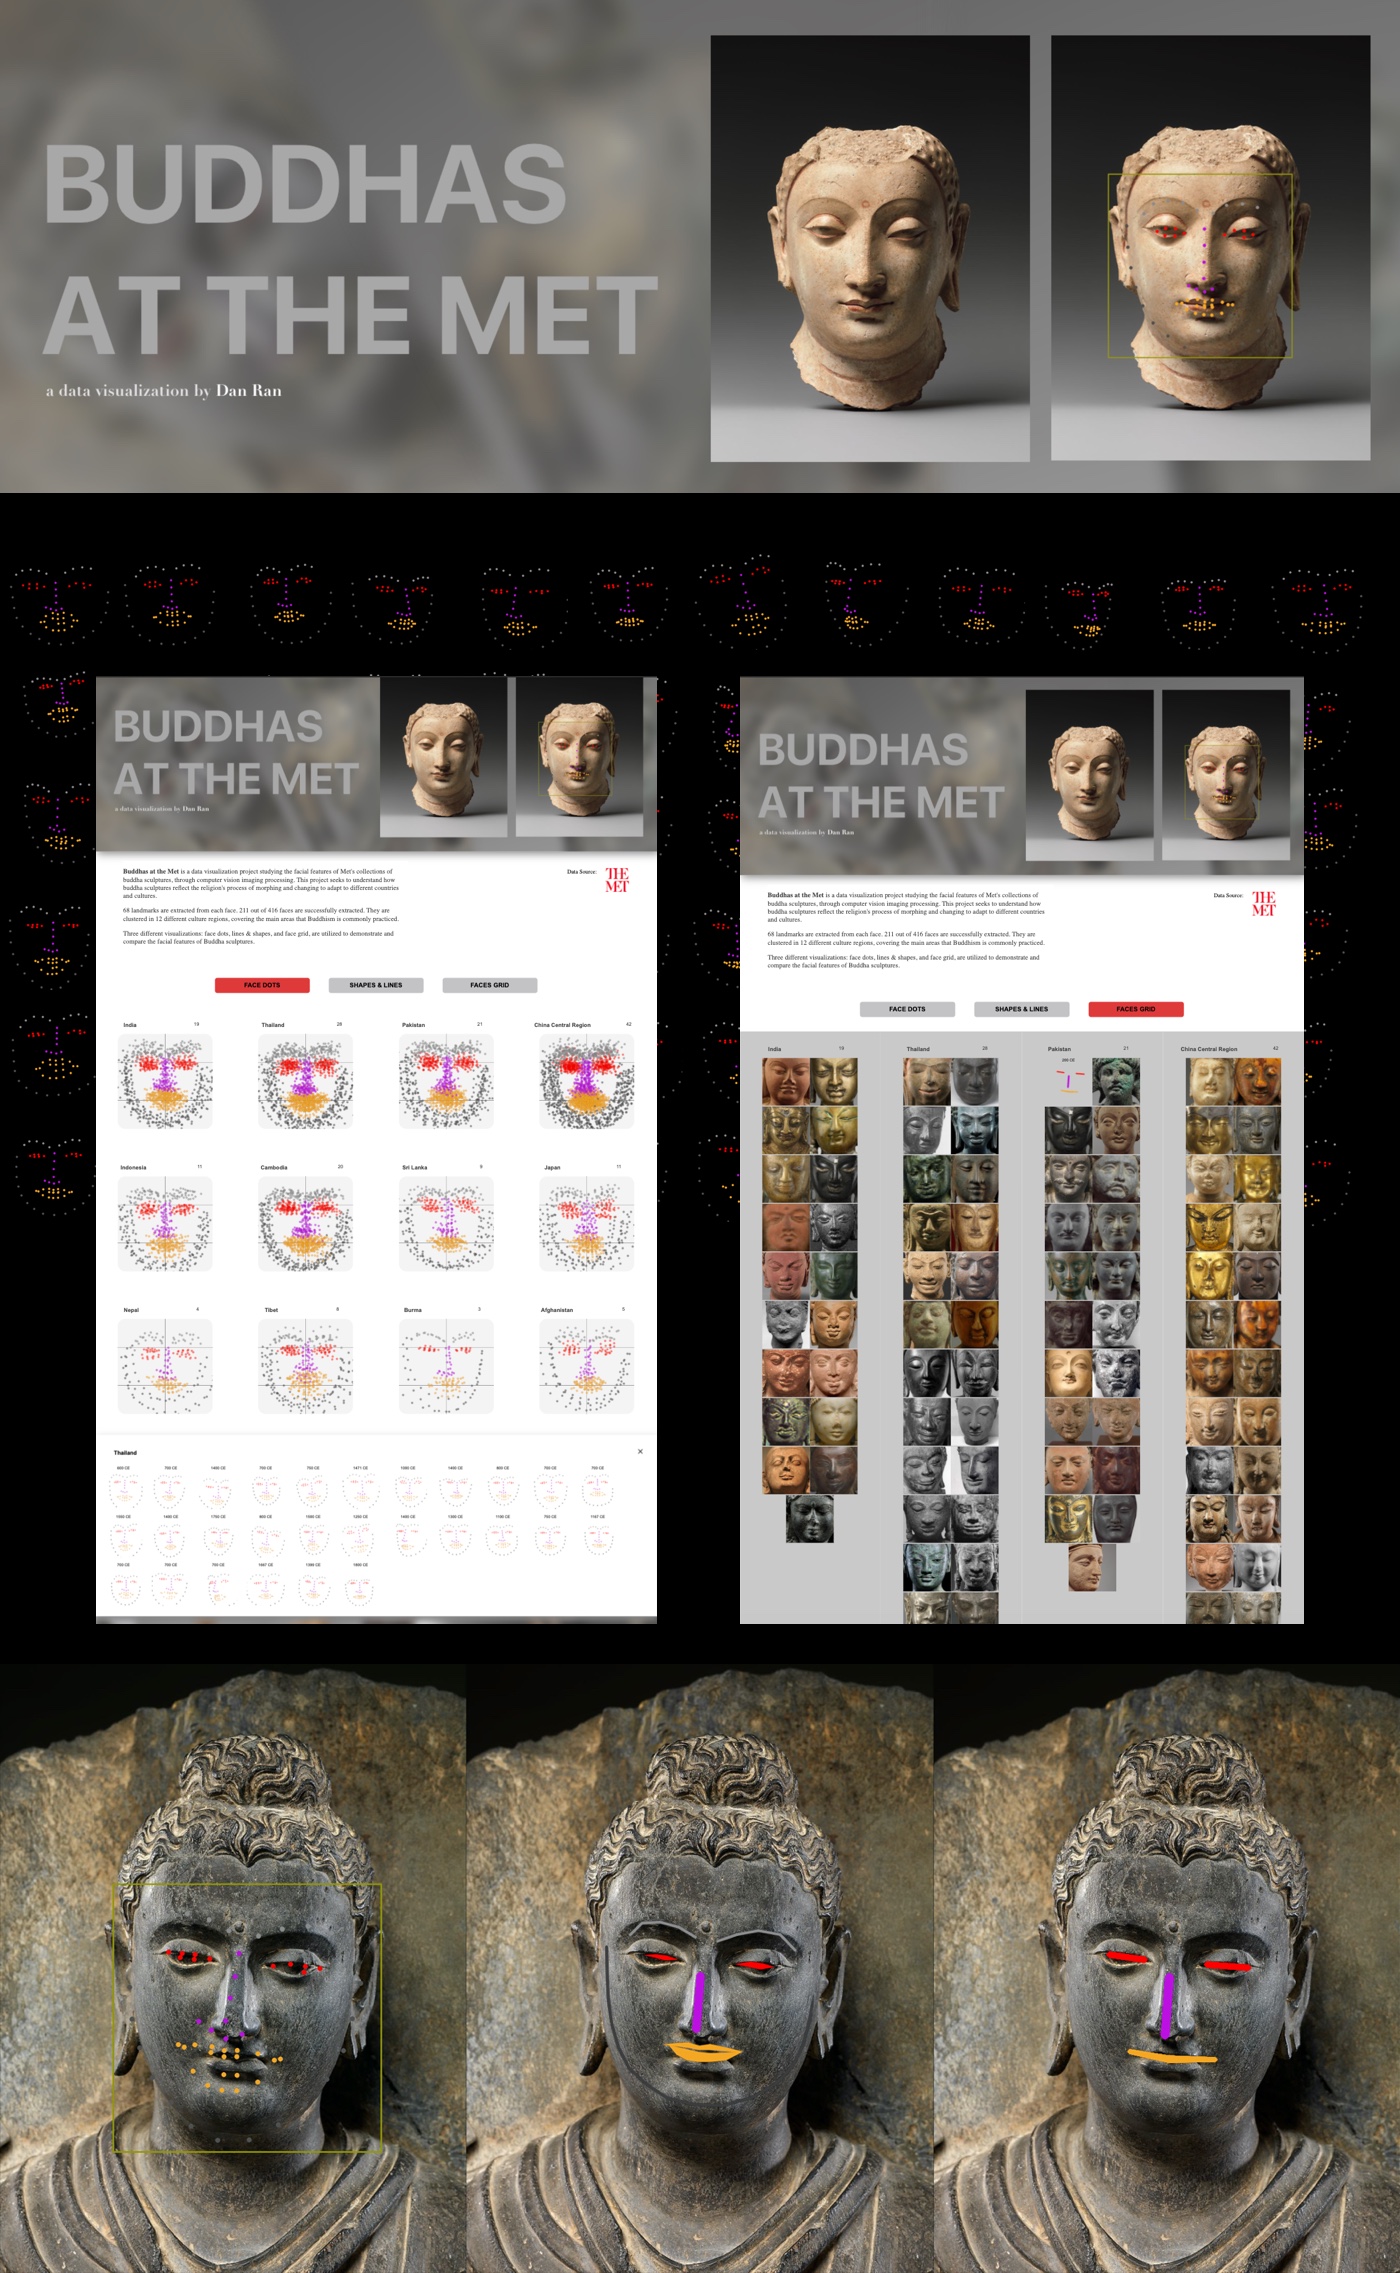 BUDDHAS
AT THE MET
a data visualization by Dan Ran
BUDDHAS
AT THE MET
a data visualization by Dan Ran
Buddhas at the Met is a data visualization project studying the facial features of Met's collections of
buddha sculptures, through computer vision imaging processing. This project seeks to understand how
buddha sculptures reflect the religion's process of morphing and changing to adapt to different countries
and cultures.
68 landmarks are extracted from each face. 211 out of 416 faces are successfully extracted. They are
clustered in 12 different culture regions, covering the main areas that Buddhism is commonly practiced.
Three different visualizations: face dots, lines & shapes, and face grid, are utilized to demonstrate and
compare the facial features of Buddha sculptures.
Data Source:
THE
MET
FACE DOTS SHAPES & LINES FACES GRID
India 19 Thailand 28 Pakistan 21 China Central Region 42
Indonesia 11 Cambodia 20 Sri Lanka 9 Japan 11
Nepal 4 Tibet 8 Burma 3 Afghanistan 5
Thailand
BUDDHAS
AT THE MET
a data visualization by Dan Ran
Buddhas at the Met is a data visualization project studying the facial features of Met's collections of
buddha sculptures, through computer vision imaging processing. This project seeks to understand how
buddha sculptures reflect the religion's process of morphing and changing to adapt to different countries
and cultures.
68 landmarks are extracted from each face. 211 out of 416 faces are successfully extracted. They are
clustered in 12 different culture regions, covering the main areas that Buddhism is commonly practiced.
Three different visualizations: face dots, lines & shapes, and face grid, are utilized to demonstrate and
compare the facial features of Buddha sculptures.
Data Source:
THE
MET
FACE DOTS SHAPES & LINES FACES GRID
India 19 Thailand 28 Pakistan 21 China Central Region 42